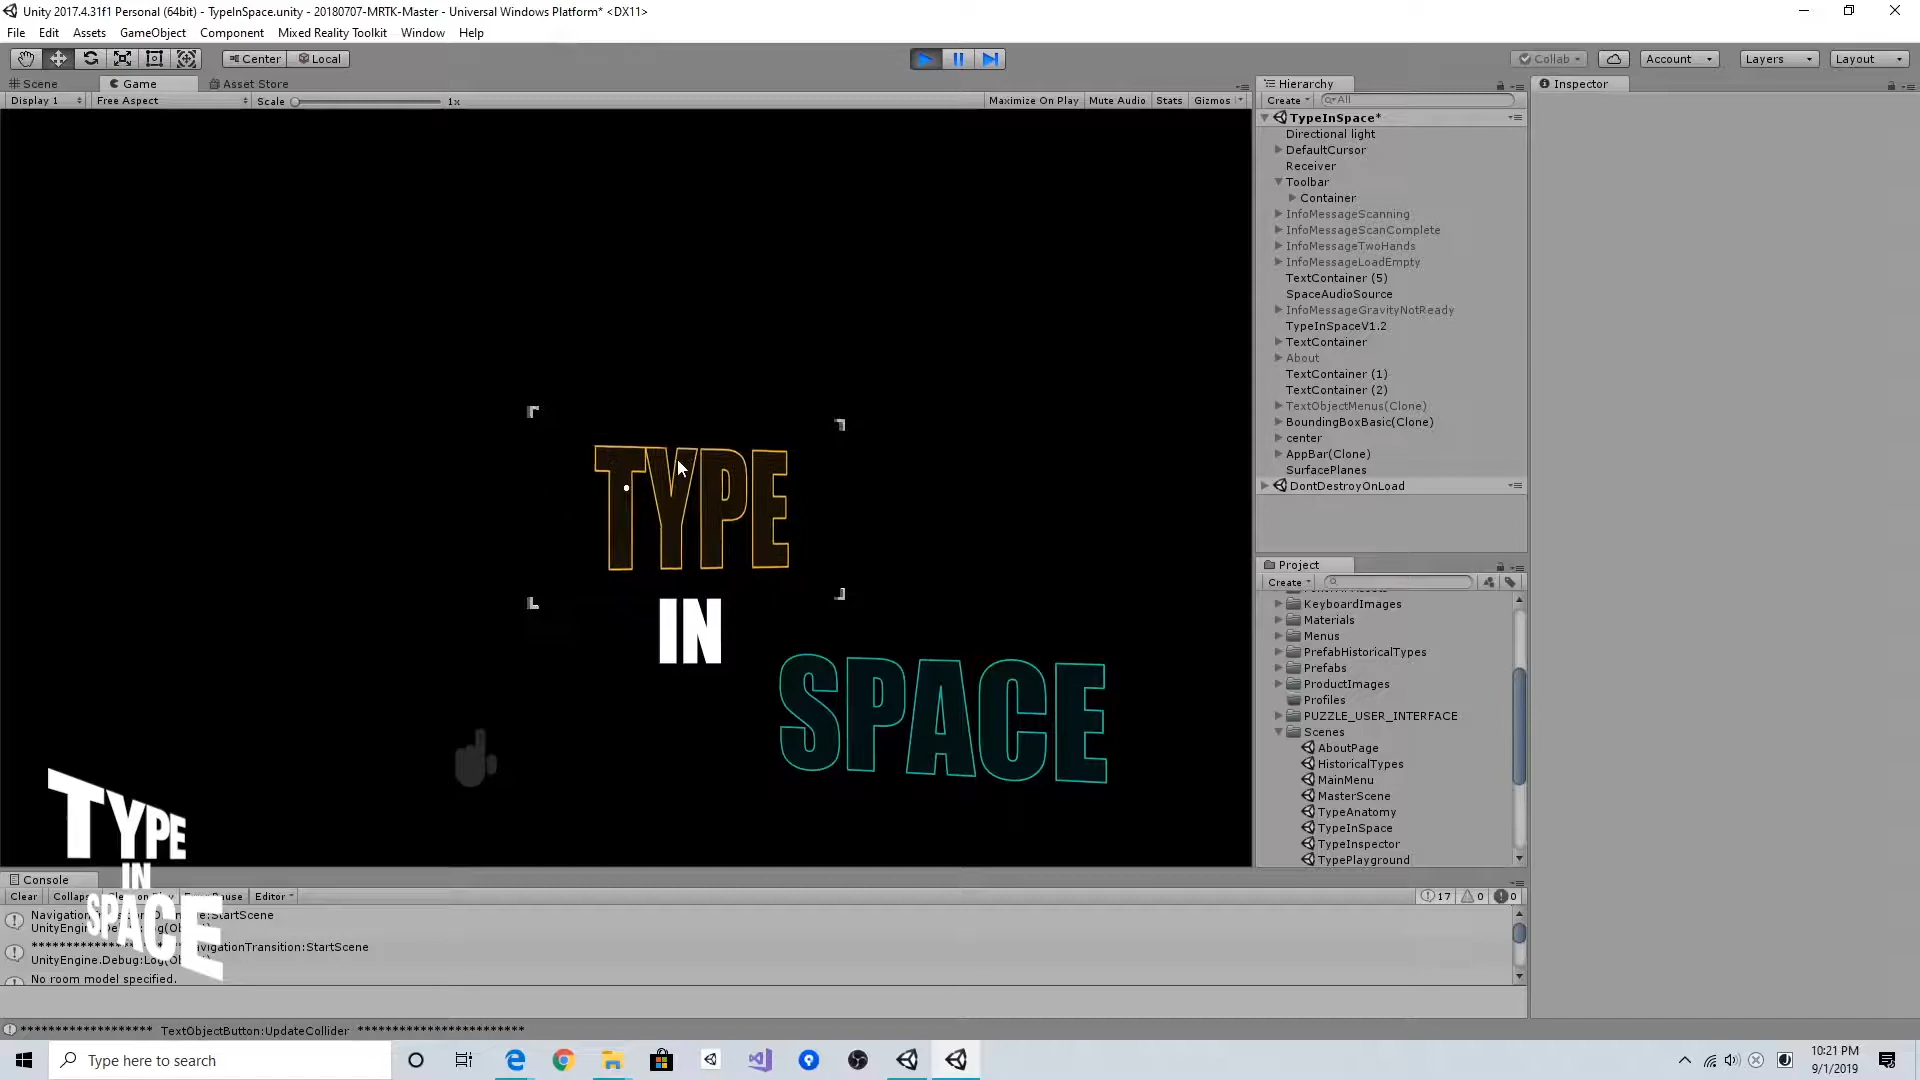 Unity 2017.4.31f1 Personal (64bit) - TypeInSpace.unity - 20180707-MRTK-Master - Universal Windows Platform* <DX11>
File Edit Assets GameObject Component Mixed Reality Toolkit Window Help
Center Local
Collab Account Layers Layout
Scene Game Asset Store
Display 1 Free Aspect Scale 1x Maximize On Play Mute Audio Stats Gizmos
TYPE
IN
SPACE
TYPE
IN
SPACE
Hierarchy
Create All
TypeInSpace*
Directional light
DefaultCursor
Receiver
Toolbar
Container
InfoMessageScanning
InfoMessageScanComplete
InfoMessageTwoHands
InfoMessageLoadEmpty
TextContainer (5)
SpaceAudioSource
InfoMessageGravityNotReady
TypeInSpaceV1.2
TextContainer
About
TextContainer (1)
TextContainer (2)
TextObjectMenus(Clone)
BoundingBoxBasic(Clone)
center
AppBar(Clone)
SurfacePlanes
DontDestroyOnLoad
Project
Create
KeyboardImages
Materials
Menus
PrefabHistoricalTypes
Prefabs
ProductImages
Profiles
PUZZLE_USER_INTERFACE
Scenes
AboutPage
HistoricalTypes
MainMenu
MasterScene
TypeAnatomy
TypeInSpace
TypeInspector
TypePlayground
Inspector
Console
Clear Editor 17 0 0
:StartScene
NavigationTransition:StartScene
UnityEngine.Debug:Log(
No room model specified.
******************* TextObjectButton:UpdateCollider ************************
Type here to search
10:21 PM
9/1/2019